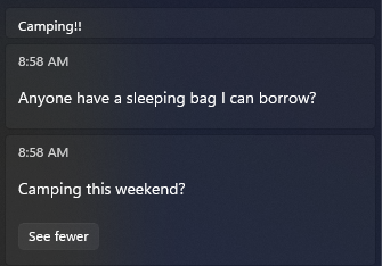 Camping!!
8:58 AM
Anyone have a sleeping bag I can borrow?
8:58 AM
Camping this weekend?
See fewer